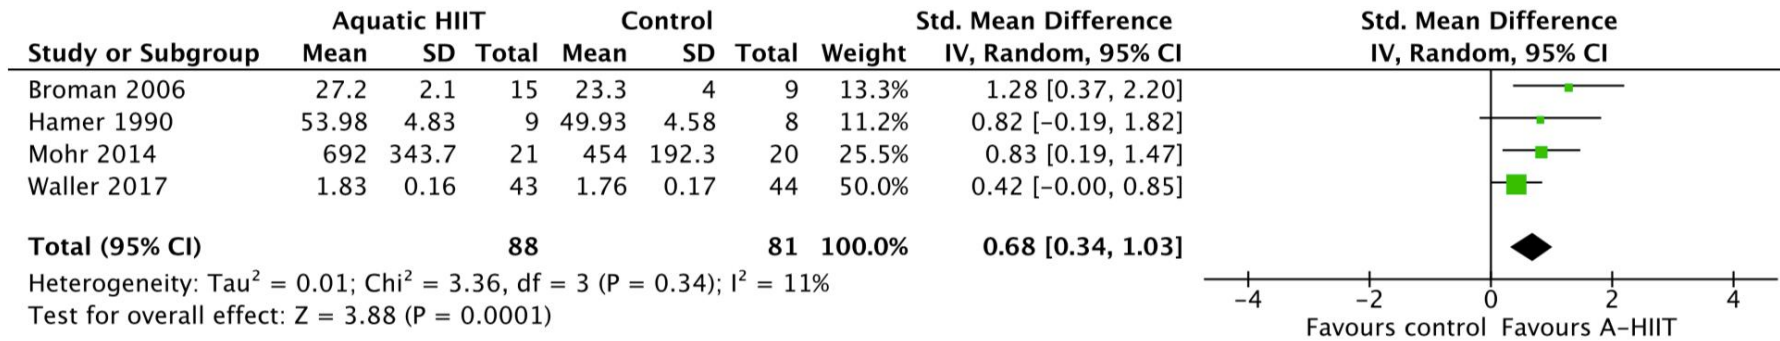 Aquatic HIIT Control Std. Mean Difference Std. Mean Difference
Study or Subgroup Mean SD Total Mean SD Total Weight IV, Random, 95% CI IV, Random, 95% CI
Broman 2006 27.2 2.1 15 23.3 4 9 13.3% 1.28 [0.37, 2.20]
Hamer 1990 53.98 4.83 9 49.93 4.58 8 11.2% 0.82 [−0.19, 1.82]
Mohr 2014 692 343.7 21 454 192.3 20 25.5% 0.83 [0.19, 1.47]
Waller 2017 1.83 0.16 43 1.76 0.17 44 50.0% 0.42 [−0.00, 0.85]
Total (95% CI) 88 81 100.0% 0.68 [0.34, 1.03]
Heterogeneity: Tau² = 0.01; Chi² = 3.36, df = 3 (P = 0.34); I² = 11%
Test for overall effect: Z = 3.88 (P = 0.0001)
−4 −2 0 2 4
Favours control Favours A−HIIT